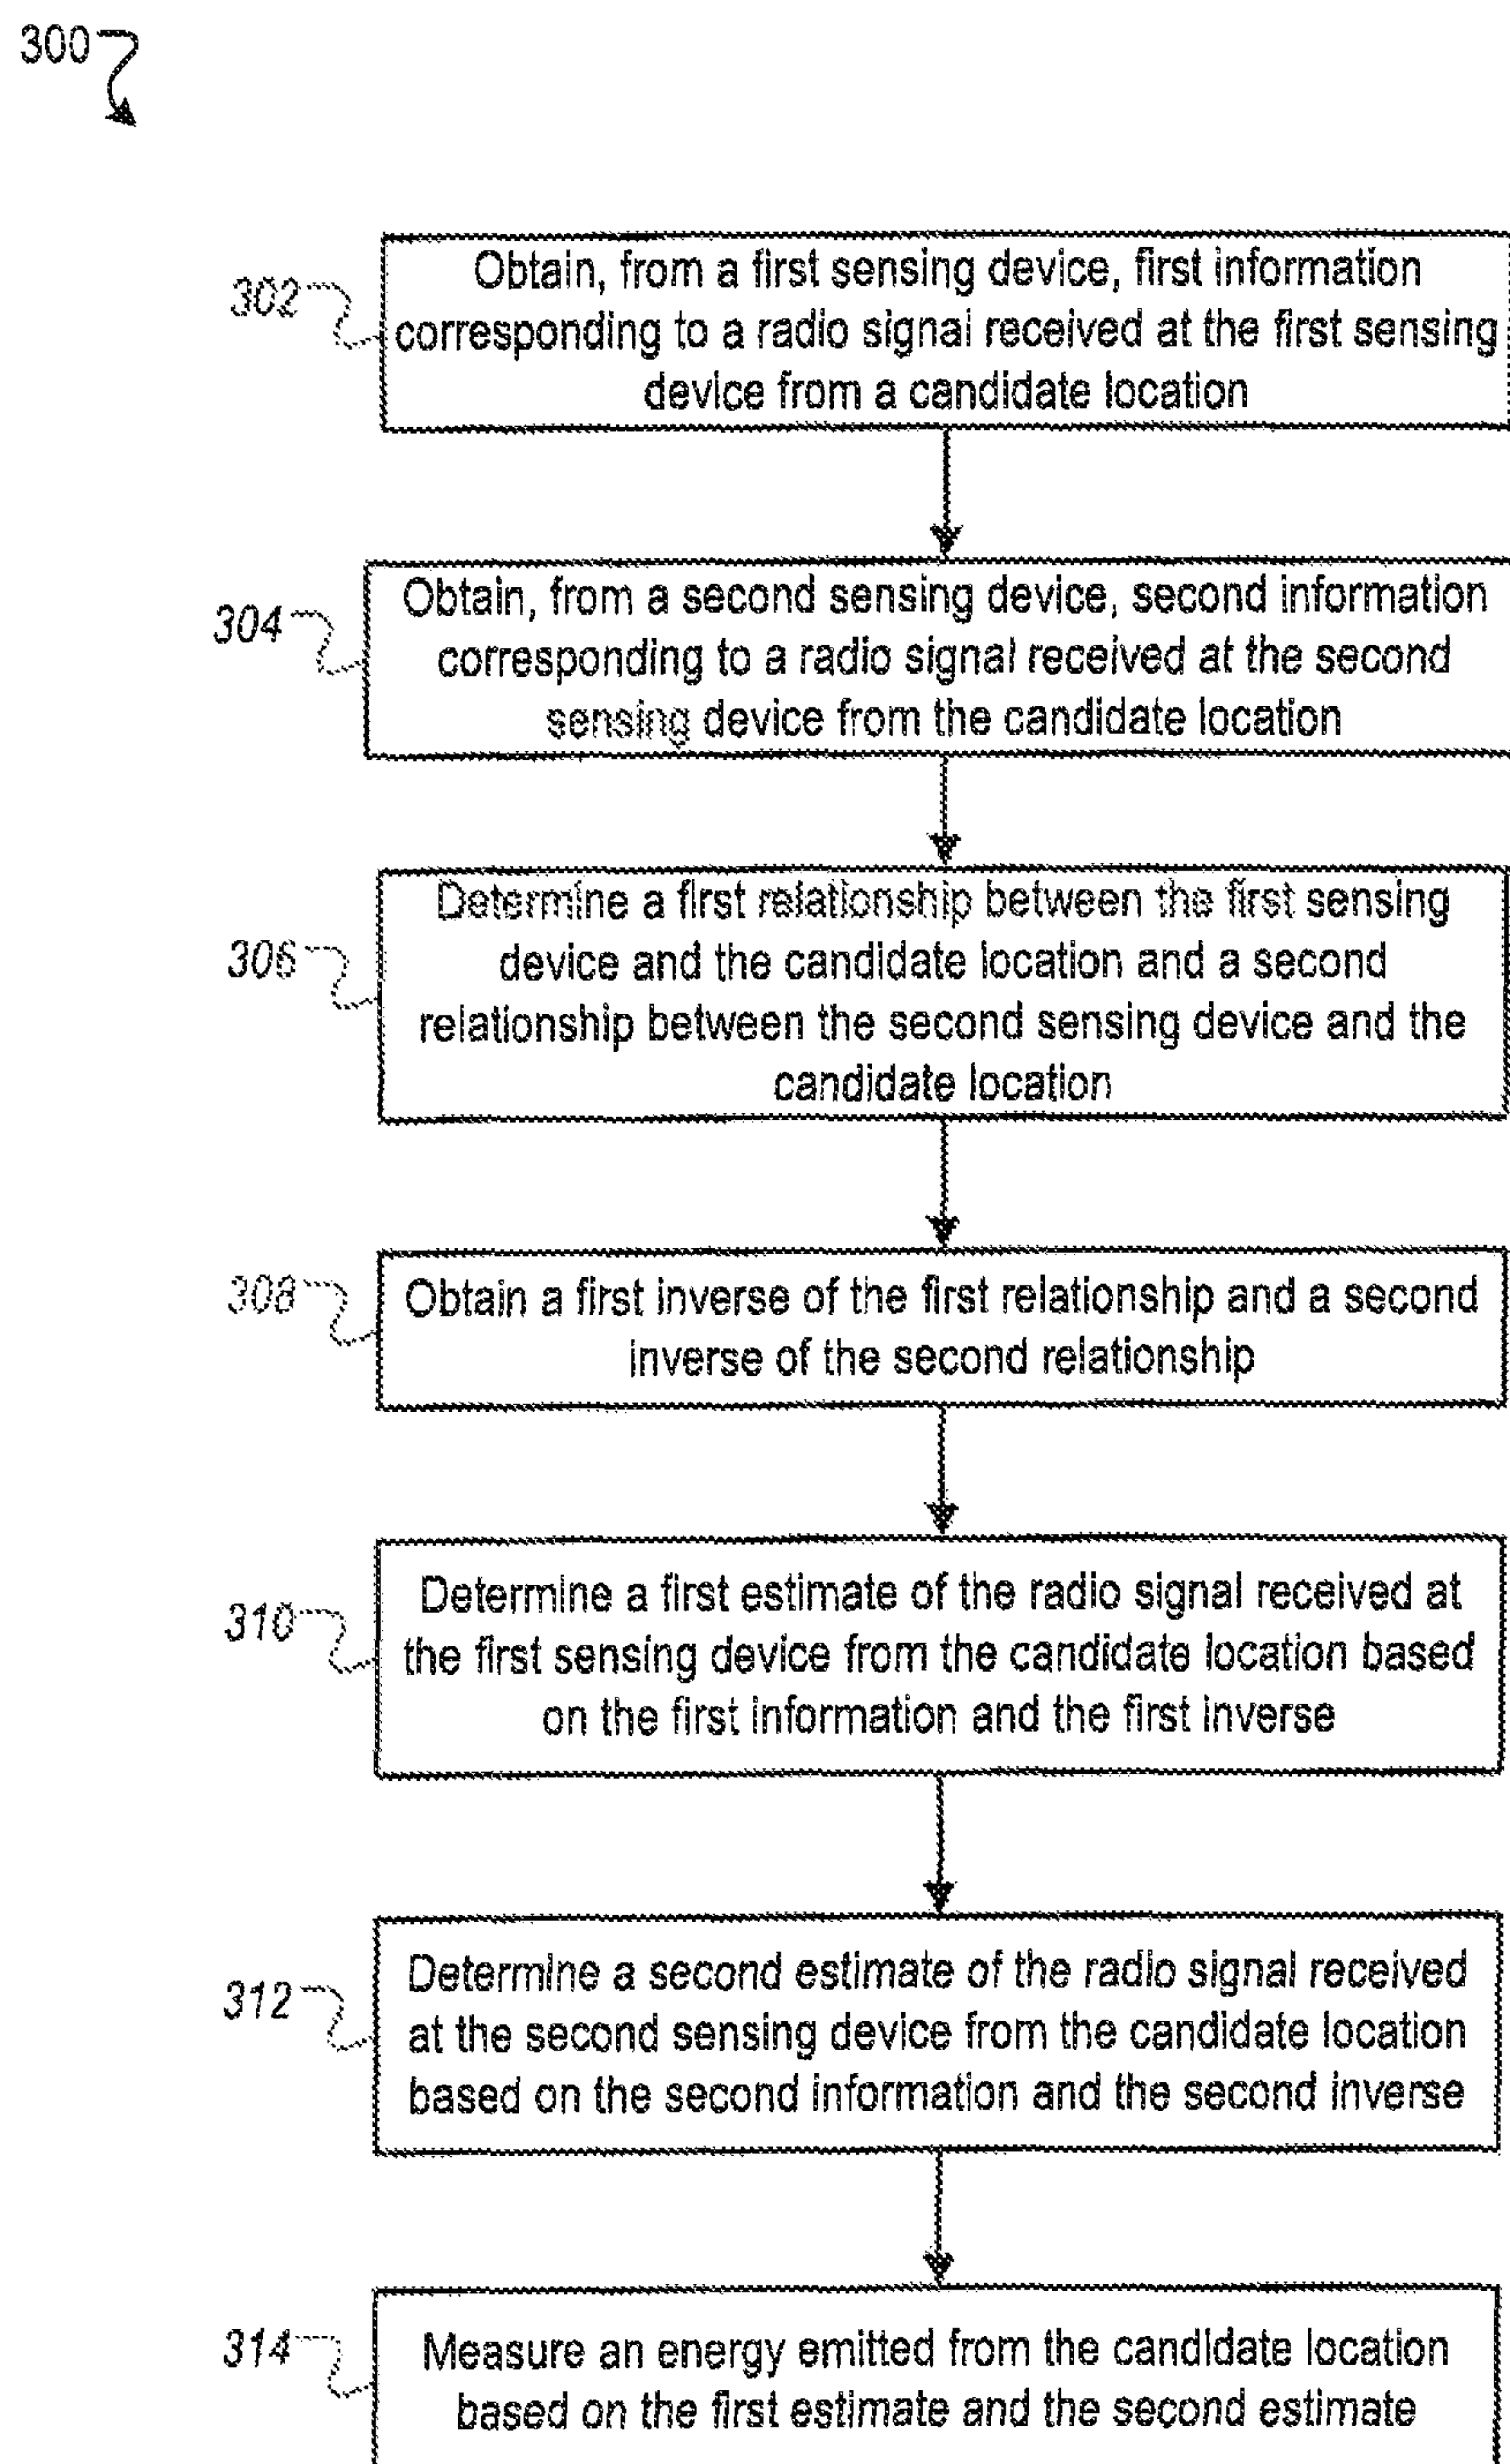 300
302
Obtain, from a first sensing device, first information
corresponding to a radio signal received at the first sensing
device from a candidate location
304
Obtain, from a second sensing device, second information
corresponding to a radio signal received at the second
sensing device from the candidate location
306
Determine a first relationship between the first sensing
device and the candidate location and a second
relationship between the second sensing device and the
candidate location
308
Obtain a first inverse of the first relationship and a second
inverse of the second relationship
310
Determine a first estimate of the radio signal received at
the first sensing device from the candidate location based
on the first information and the first inverse
312
Determine a second estimate of the radio signal received
at the second sensing device from the candidate location
based on the second information and the second inverse
314
Measure an energy emitted from the candidate location
based on the first estimate and the second estimate